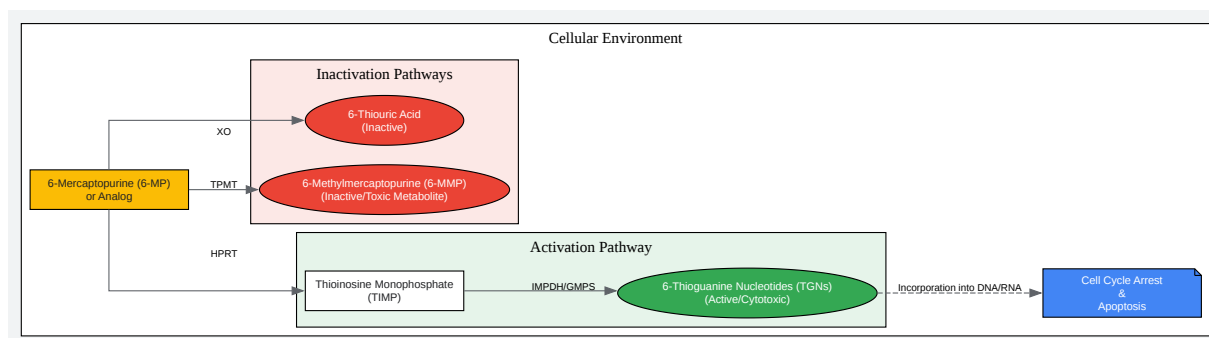 Cellular Environment
Inactivation Pathways
6-Thiouric Acid
(Inactive)
XO
6-Mercaptopurine (6-MP)
or Analog
TPMT
6-Methylmercaptopurine (6-MMP)
(Inactive/Toxic Metabolite)
HPRT
Activation Pathway
Thioinosine Monophosphate
(TIMP)
IMPDH/GMPS
6-Thioguanine Nucleotides (TGNs)
(Active/Cytotoxic)
Incorporation into DNA/RNA
Cell Cycle Arrest
&
Apoptosis